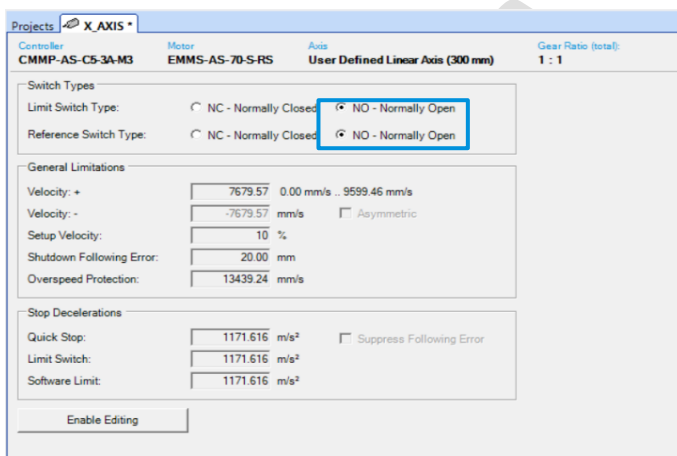 Projects X_AXIS *
Controller Motor Axis Gear Ratio (total):
CMMP-AS-C5-3A-M3 EMMS-AS-70-S-RS User Defined Linear Axis (300 mm) 1 : 1
Switch Types
Limit Switch Type: NC - Normally Closed NO - Normally Open
Reference Switch Type: NC - Normally Closed NO - Normally Open
General Limitations
Velocity: + 7679.57 0.00 mm/s .. 9599.46 mm/s
Velocity: - -7679.57 mm/s Asymmetric
Setup Velocity: 10 %
Shutdown Following Error: 20.00 mm
Overspeed Protection: 13439.24 mm/s
Stop Decelerations
Quick Stop: 1171.616 m/s² Suppress Following Error
Limit Switch: 1171.616 m/s²
Software Limit: 1171.616 m/s²
Enable Editing